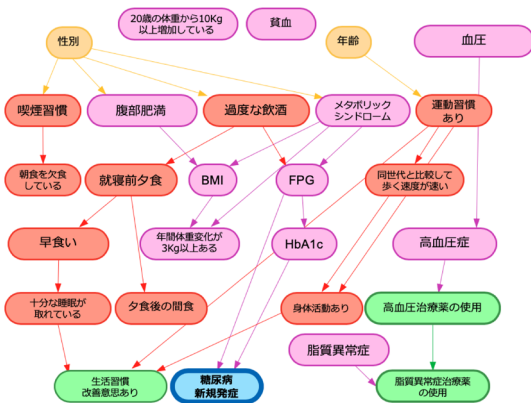 20歳の体重から10Kg
以上増加している
貧血
性別
年齢
血圧
喫煙習慣
腹部肥満
過度な飲酒
メタボリック
シンドローム
運動習慣
あり
朝食を欠食
している
就寝前夕食
BMI
FPG
同世代と比較して
歩く速度が速い
早食い
年間体重変化が
3Kg以上ある
HbA1c
高血圧症
十分な睡眠が
取れている
夕食後の間食
身体活動あり
高血圧治療薬の使用
脂質異常症
生活習慣
改善意思あり
糖尿病
新規発症
脂質異常症治療薬
の使用